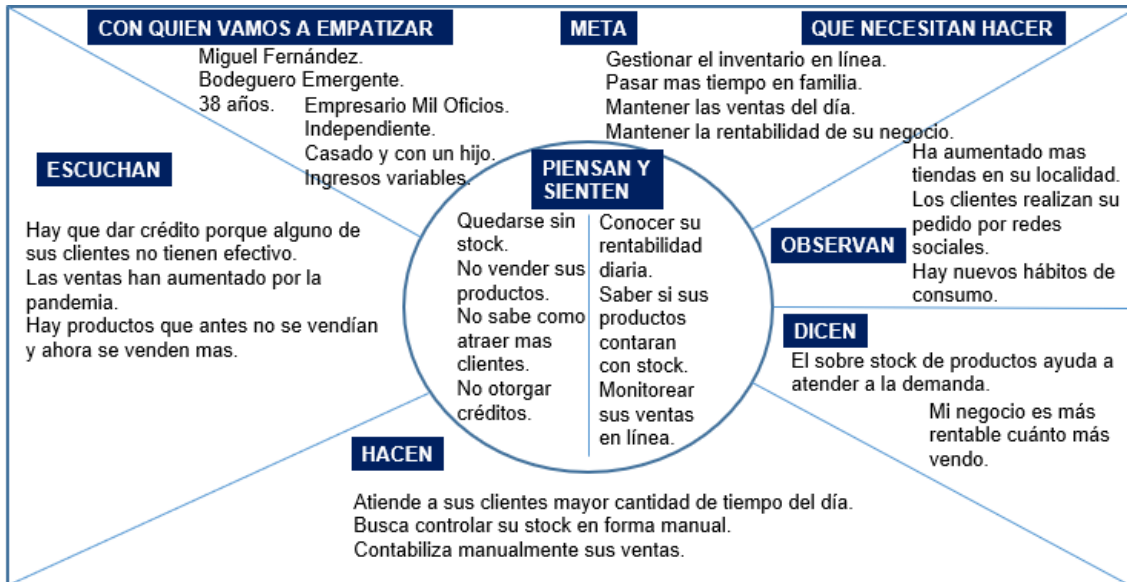 CON QUIEN VAMOS A EMPATIZAR
Miguel Fernández.
Bodeguero Emergente.
38 años.
Empresario Mil Oficios.
Independiente.
Casado y con un hijo.
Ingresos variables.
META
QUE NECESITAN HACER
Gestionar el inventario en línea.
Pasar mas tiempo en familia.
Mantener las ventas del día.
Mantener la rentabilidad de su negocio.
ESCUCHAN
Hay que dar crédito porque alguno de
sus clientes no tienen efectivo.
Las ventas han aumentado por la
pandemia.
Hay productos que antes no se vendían
y ahora se venden mas.
PIENSAN Y
SIENTEN
Quedarse sin
stock.
No vender sus
productos.
No sabe como
atraer mas
clientes.
No otorgar
créditos.
Conocer su
rentabilidad
diaria.
Saber si sus
productos
contaran
con stock.
Monitorear
sus ventas
en línea.
OBSERVAN
Ha aumentado mas
tiendas en su localidad.
Los clientes realizan su
pedido por redes
sociales.
Hay nuevos hábitos de
consumo.
DICEN
El sobre stock de productos ayuda a
atender a la demanda.
Mi negocio es más
rentable cuánto más
vendo.
HACEN
Atiende a sus clientes mayor cantidad de tiempo del día.
Busca controlar su stock en forma manual.
Contabiliza manualmente sus ventas.